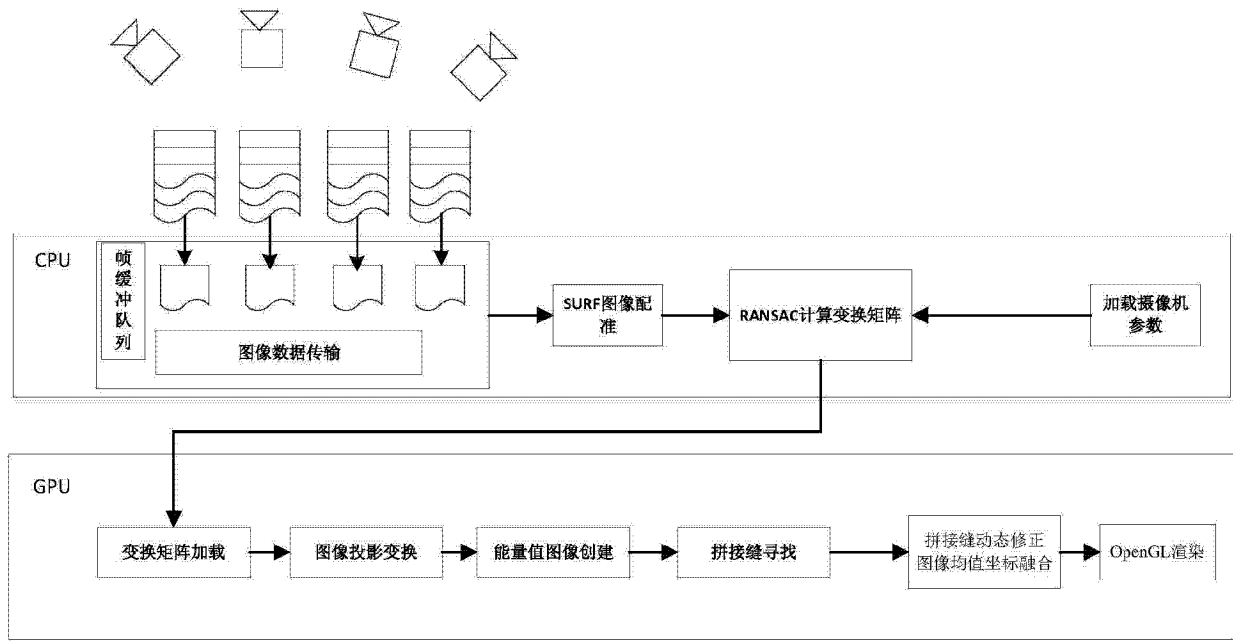 CPU
帧
缓
冲
队
列
图像数据传输
SURF图像配
准
RANSAC计算变换矩阵
加载摄像机
参数
GPU
变换矩阵加载
图像投影变换
能量值图像创建
拼接缝寻找
拼接缝动态修正
图像均值坐标融合
OpenGL渲染